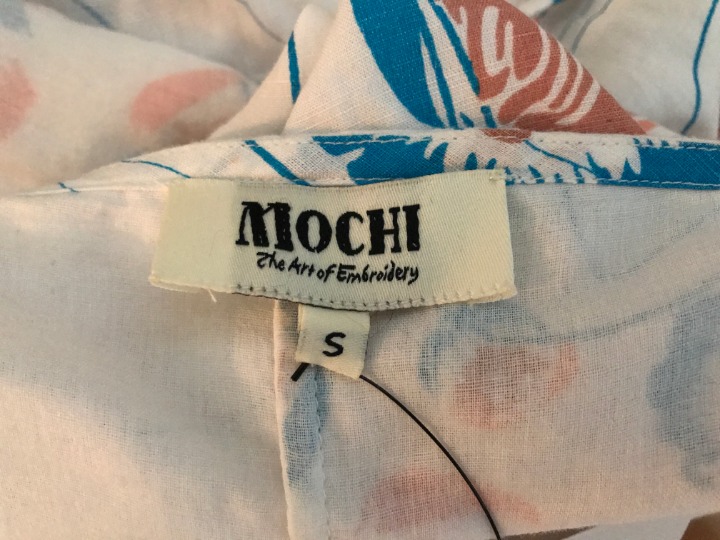 MOCHI
The Art of Embroidery
S